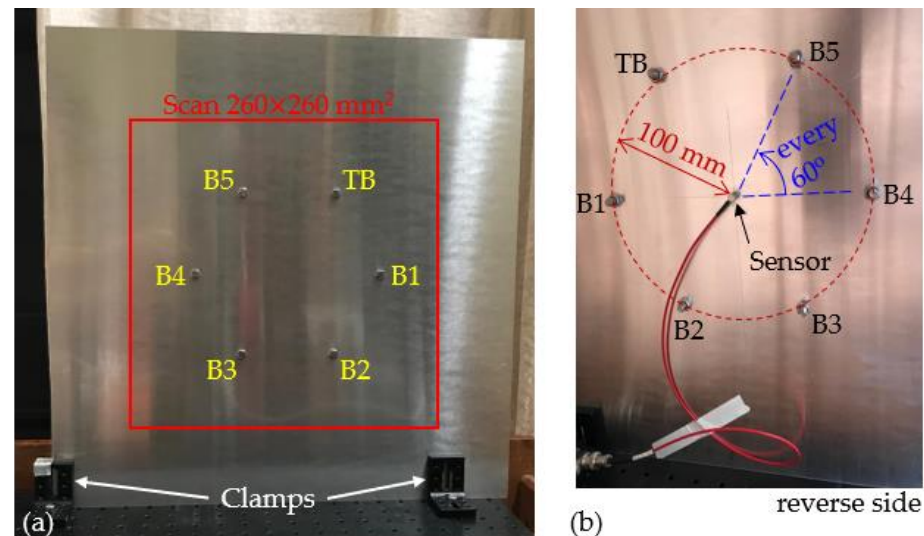 Scan 260×260 mm²
B5
TB
B4
B1
B3
B2
Clamps
(a)
B5
TB
100 mm
every
60º
B1
B4
Sensor
B2
B3
reverse side
(b)